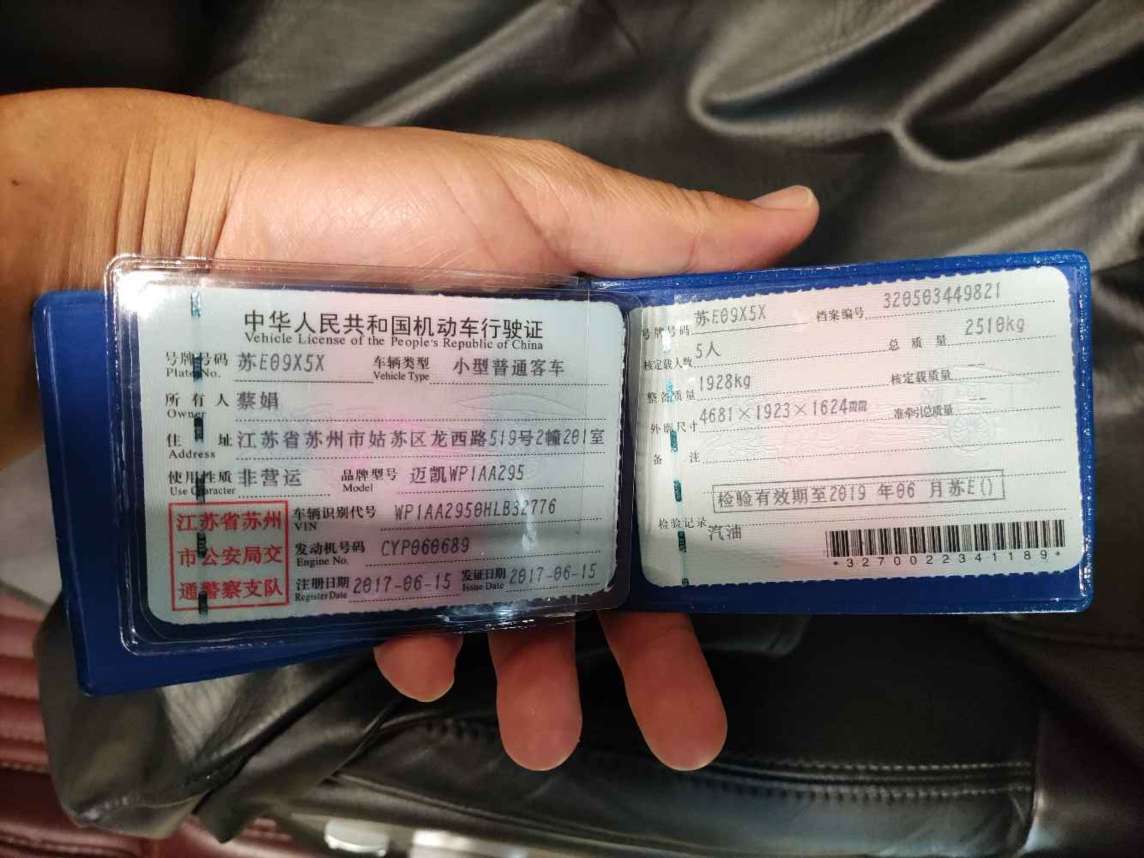 中华人民共和国机动车行驶证
Vehicle License of the People's Republic of China
号牌号码 苏E09X5X 车辆类型 小型普通客车
Plate No. Vehicle Type
所有人 蔡娟
Owner
住址 江苏省苏州市姑苏区龙西路519号2幢201室
Address
使用性质 非营运 品牌型号 迈凯WP1AA295
Use Character Model
江苏省苏州
市公安局交
通警察支队
车辆识别代号 WP1AA2950HLB32776
VIN
发动机号码 CYP060689
Engine No.
注册日期 2017-06-15 发证日期 2017-06-15
Register Date Issue Date
号牌号码 苏E09X5X 档案编号 320503449821
核定载人数 5人 总质量 2510kg
整备质量 1928kg 核定载质量 --
外廓尺寸 4681×1923×1624 准牵引总质量 --
备注
检验有效期至2019 年06 月苏E()
检验记录 汽油
*3270022341189*